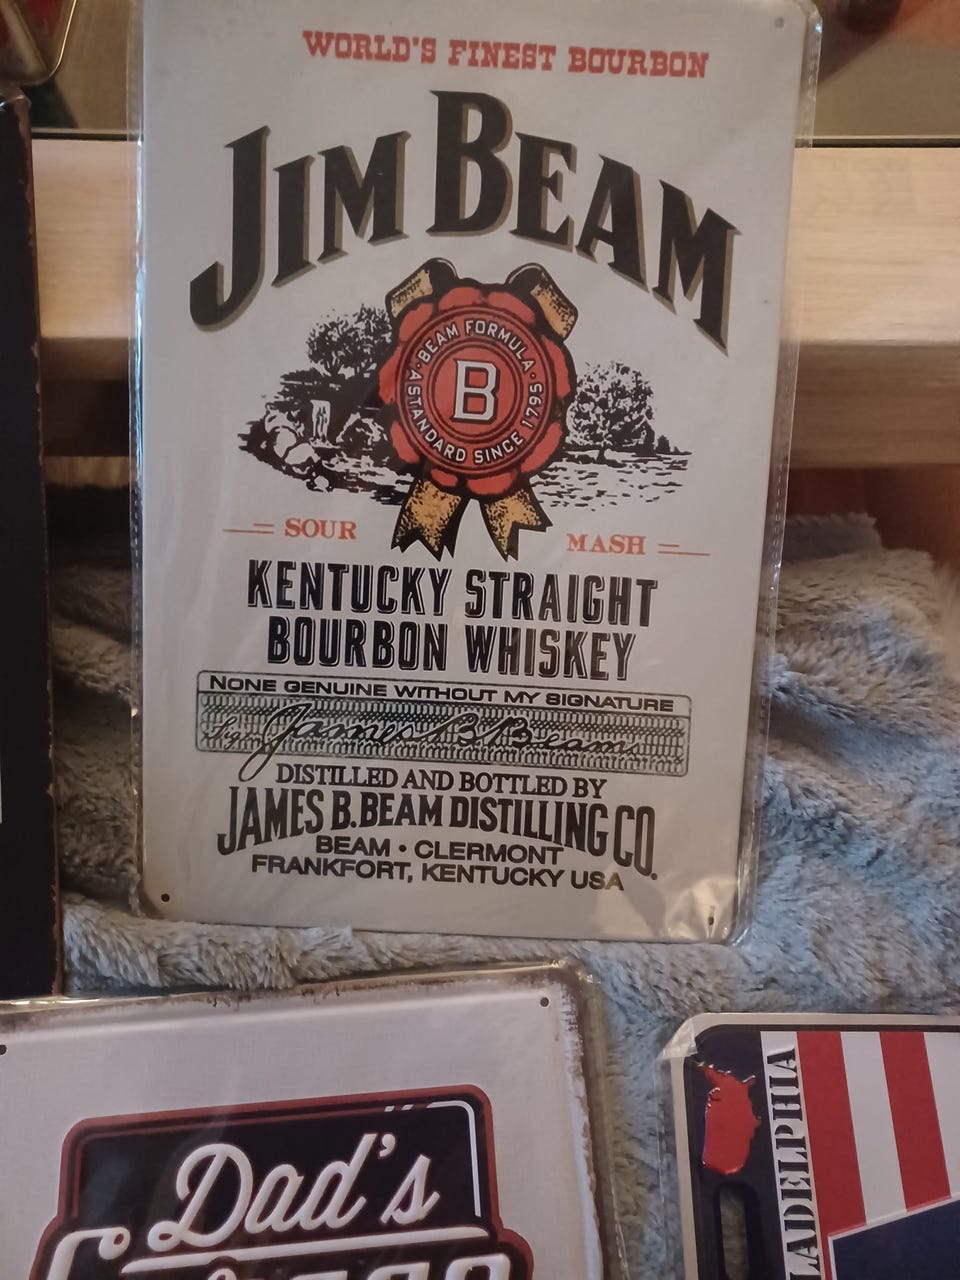 WORLD'S FINEST BOURBON
JIM BEAM
BEAM FORMULA
B
A STANDARD SINCE 1795
SOUR MASH
KENTUCKY STRAIGHT
BOURBON WHISKEY
NONE GENUINE WITHOUT MY SIGNATURE
James B. Beam
DISTILLED AND BOTTLED BY
JAMES B. BEAM DISTILLING CO.
BEAM • CLERMONT
FRANKFORT, KENTUCKY USA
Dad's
ADELPHIA